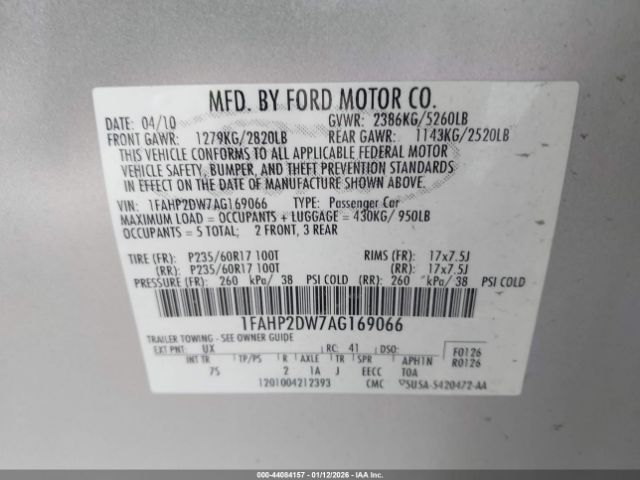 MFD. BY FORD MOTOR CO.
DATE: 04/10 GVWR: 2386KG/5260LB
FRONT GAWR: 1279KG/2820LB REAR GAWR: 1143KG/2520LB
THIS VEHICLE CONFORMS TO ALL APPLICABLE FEDERAL MOTOR
VEHICLE SAFETY, BUMPER, AND THEFT PREVENTION STANDARDS
IN EFFECT ON THE DATE OF MANUFACTURE SHOWN ABOVE.
VIN: 1FAHP2DW7AG169066 TYPE: Passenger Car
MAXIMUM LOAD = OCCUPANTS + LUGGAGE = 430KG/ 950LB
OCCUPANTS = 5 TOTAL; 2 FRONT, 3 REAR
TIRE (FR): P235/60R17 100T RIMS (FR): 17x7.5J
(RR): P235/60R17 100T (RR): 17x7.5J
PRESSURE (FR): 260 kPa/ 38 PSI COLD (RR): 260 kPa/ 38 PSI COLD
1FAHP2DW7AG169066
TRAILER TOWING - SEE OWNER GUIDE
EXT PNT: UX RC: 41 DSO: F0126
INT TR TP/PS R AXLE TR SPR APH1N R0126
75 2 1A J EECC TOA
1201004212393 CMC 5U5A-5420472-AA
000-44084157 - 01/12/2026 - COPART.COM